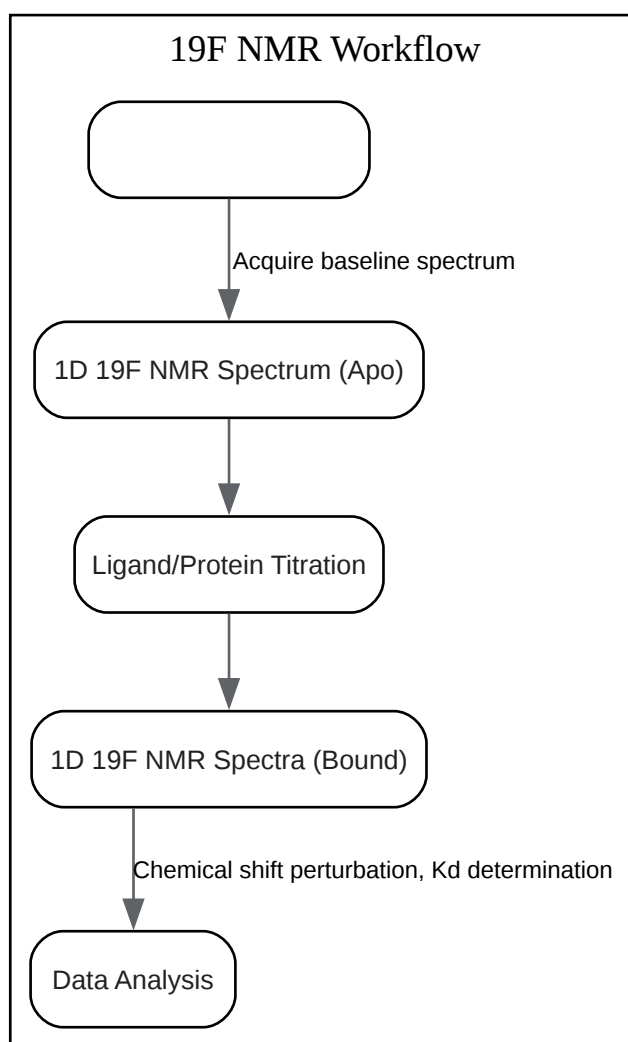 19F NMR Workflow
Acquire baseline spectrum
1D 19F NMR Spectrum (Apo)
Ligand/Protein Titration
1D 19F NMR Spectra (Bound)
Chemical shift perturbation, Kd determination
Data Analysis